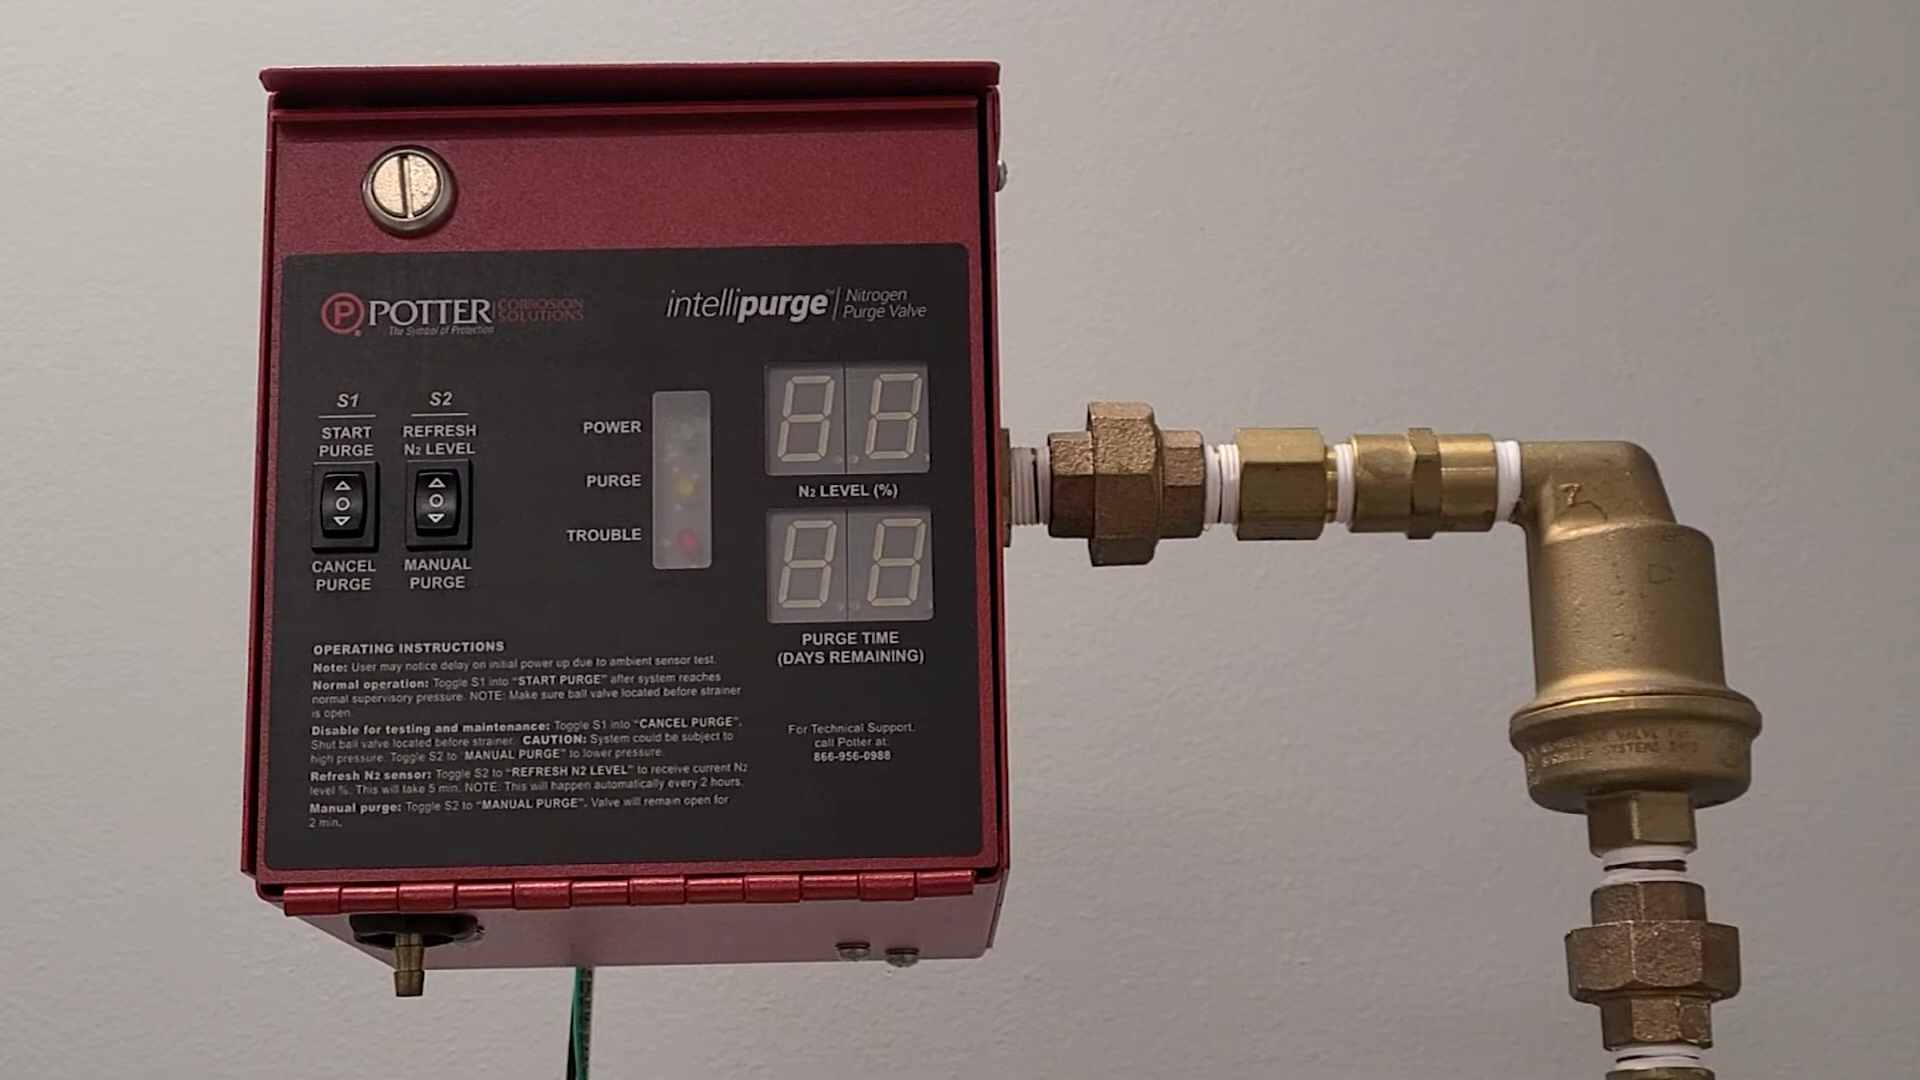 POTTER CORROSION SOLUTIONS
The Symbol of Protection
intellipurge™ Nitrogen Purge Valve
S1
START PURGE
CANCEL PURGE
S2
REFRESH N2 LEVEL
MANUAL PURGE
POWER
PURGE
TROUBLE
N2 LEVEL (%)
PURGE TIME
(DAYS REMAINING)
OPERATING INSTRUCTIONS
Note: User may notice delay on initial power up due to ambient sensor test.
Normal operation: Toggle S1 into "START PURGE" after system reaches
normal supervisory pressure. NOTE: Make sure ball valve located before strainer
is open.
Disable for testing and maintenance: Toggle S1 into "CANCEL PURGE".
Shut ball valve located before strainer. CAUTION: System could be subject to
high pressure. Toggle S2 to "MANUAL PURGE" to lower pressure.
Refresh N2 sensor: Toggle S2 to "REFRESH N2 LEVEL" to receive current N2
level %. This will take 5 min. NOTE: This will happen automatically every 2 hours.
Manual purge: Toggle S2 to "MANUAL PURGE". Valve will remain open for
2 min.
For Technical Support,
call Potter at:
866-956-0988